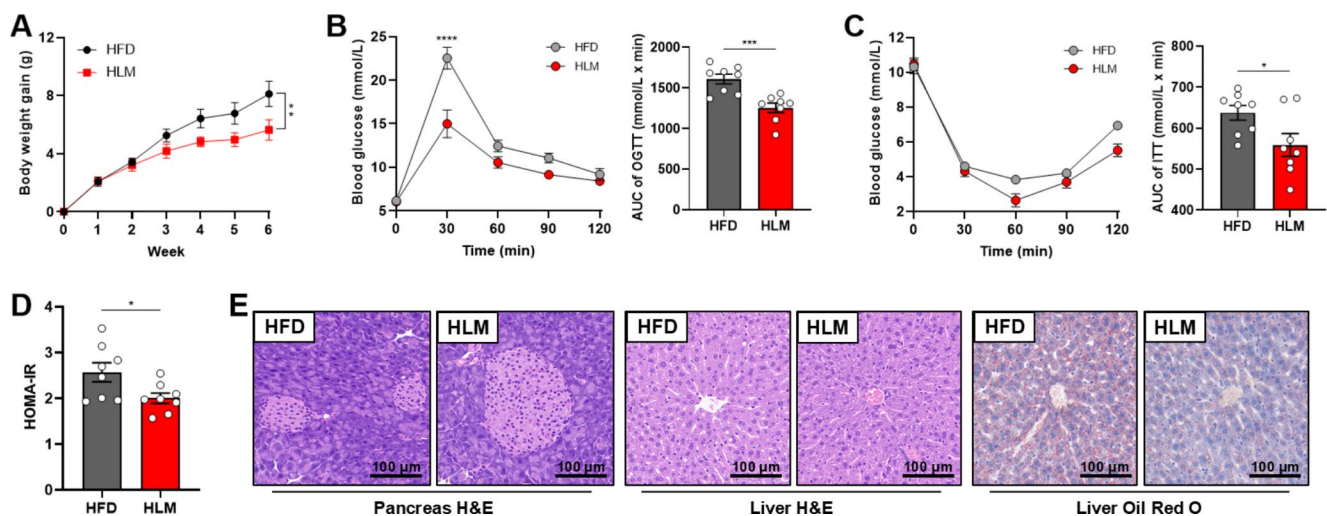 A
HFD
HLM
Body weight gain (g)
12
8
4
0
0 1 2 3 4 5 6
Week
**
B
HFD
HLM
****
Blood glucose (mmol/L)
25
20
15
10
5
0 30 60 90 120
Time (min)
***
AUC of OGTT (mmol/L x min)
2000
1500
1000
500
0
HFD HLM
C
HFD
HLM
Blood glucose (mmol/L)
12
10
8
6
4
2
0 30 60 90 120
Time (min)
*
AUC of ITT (mmol/L x min)
800
700
600
500
400
HFD HLM
D
*
HOMA-IR
4
3
2
1
0
HFD HLM
E
HFD
HLM
HFD
HLM
HFD
HLM
100 µm
100 µm
100 µm
100 µm
100 µm
100 µm
Pancreas H&E
Liver H&E
Liver Oil Red O